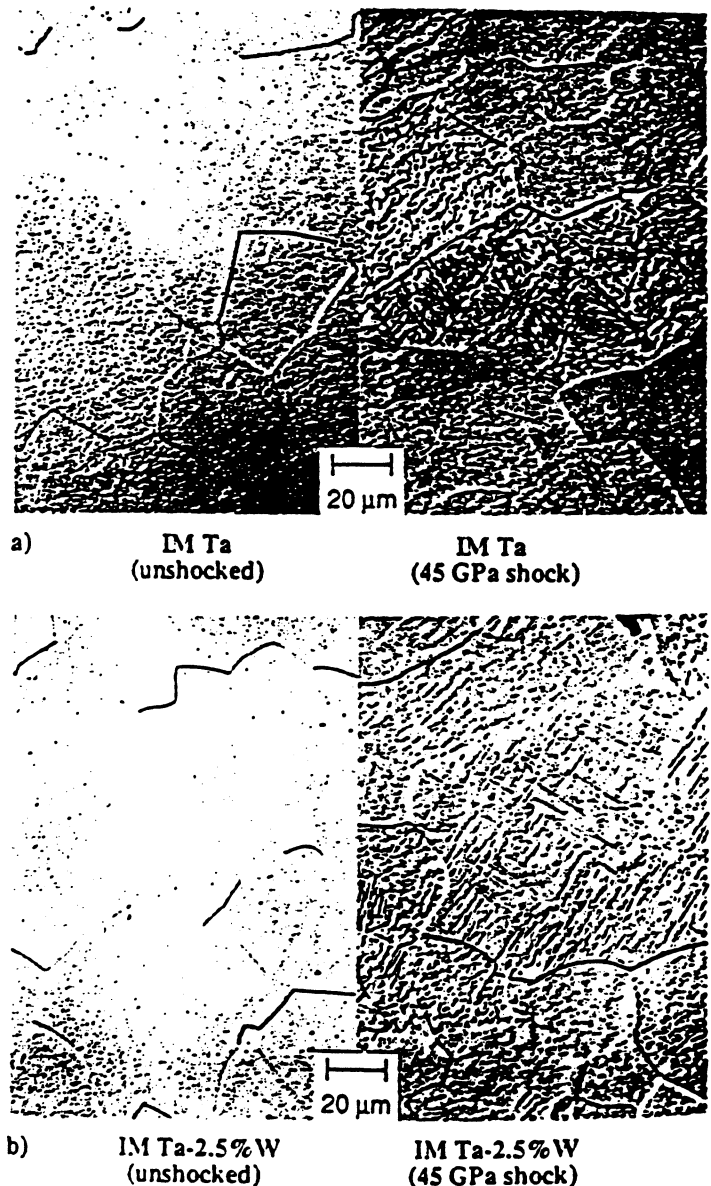 20 µm
a) IM Ta IM Ta
(unshocked) (45 GPa shock)
20 µm
b) IM Ta-2.5%W IM Ta-2.5%W
(unshocked) (45 GPa shock)